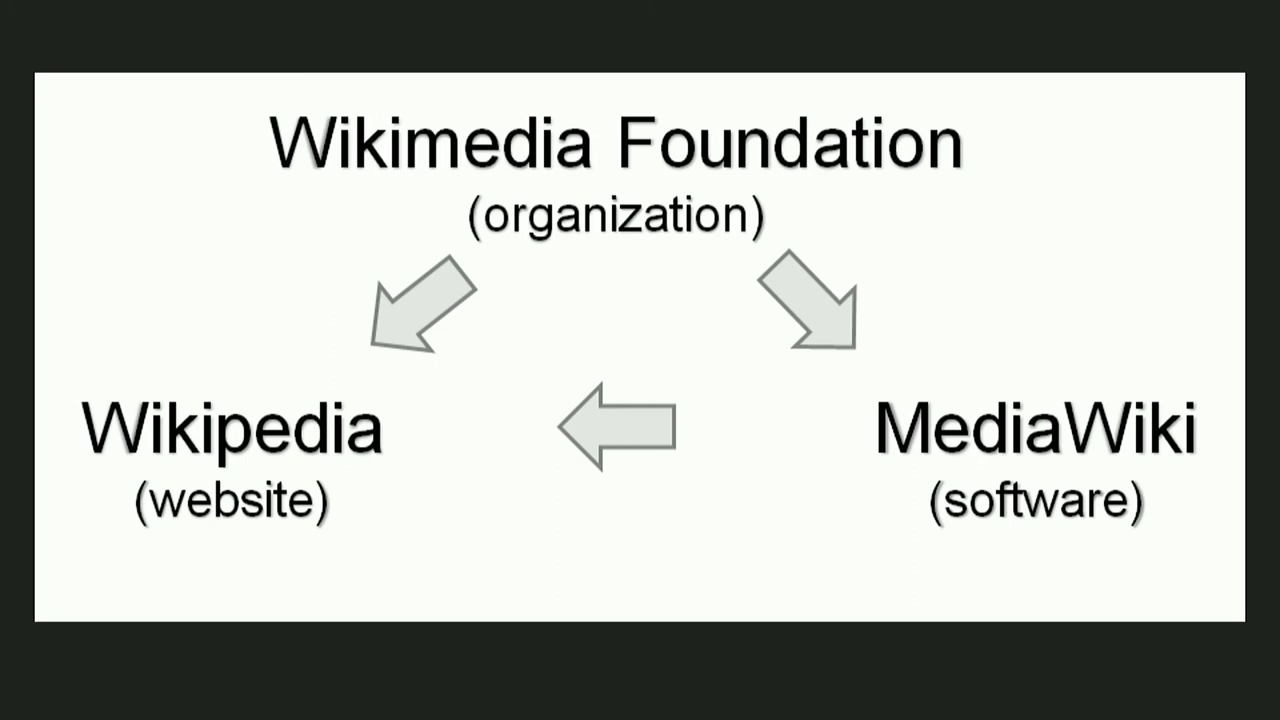 Wikimedia Foundation
(organization)
Wikipedia
(website)
MediaWiki
(software)